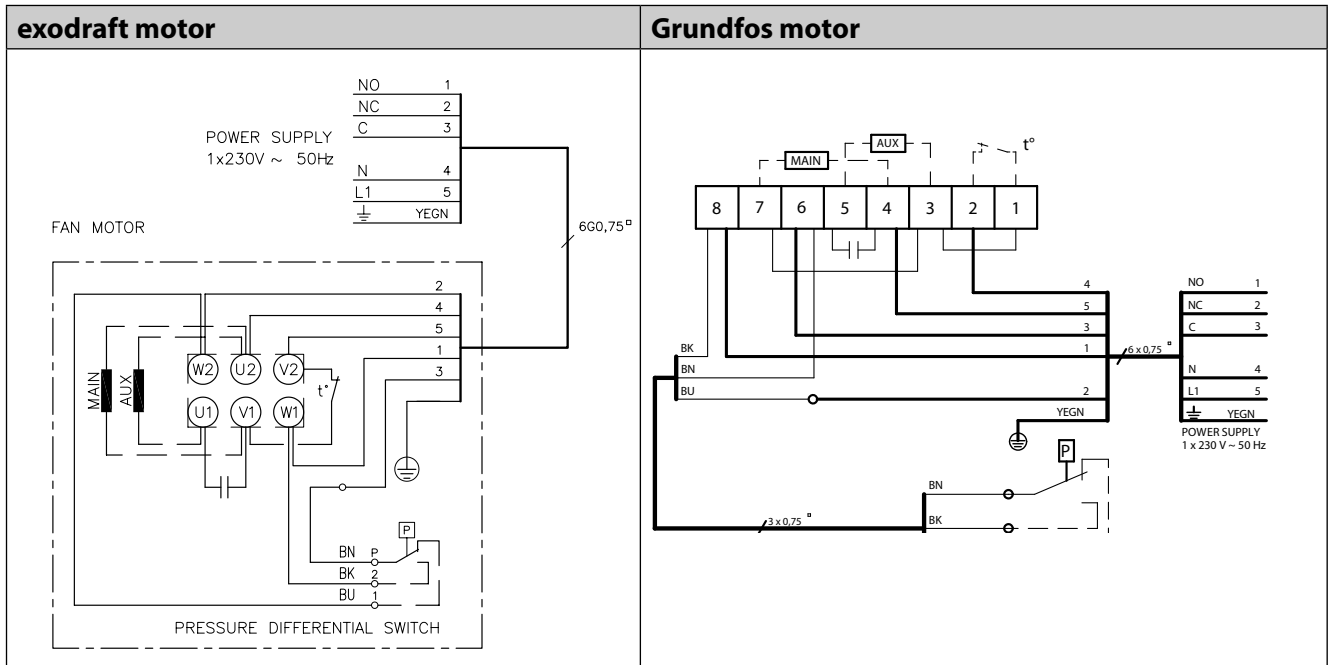 exodraft motor
NO 1
NC 2
C 3
POWER SUPPLY
1x230V ~ 50Hz
N 4
L1 5
YEGN
FAN MOTOR
6G0,75
2
4
5
1
3
MAIN
AUX
W2 U2 V2
t°
U1 V1 W1
P
BN P
BK 2
BU 1
PRESSURE DIFFERENTIAL SWITCH
Grundfos motor
AUX
MAIN
t°
8 7 6 5 4 3 2 1
4
5
3
1
2
YEGN
BK
BN
BU
6 x 0,75
NO 1
NC 2
C 3
N 4
L1 5
YEGN
POWER SUPPLY
1 x 230 V ~ 50 Hz
P
BN
BK
3 x 0,75